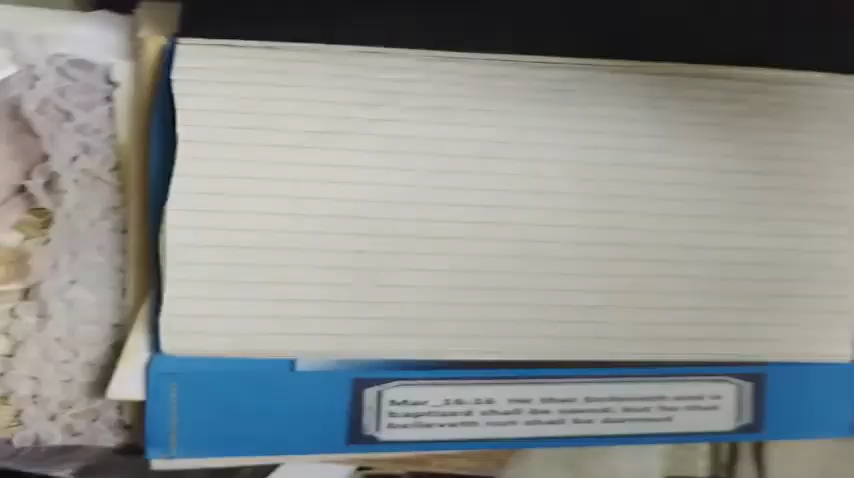 Mar_16:16 He that believeth and is
baptized shall be saved; but he that
believeth not shall be damned